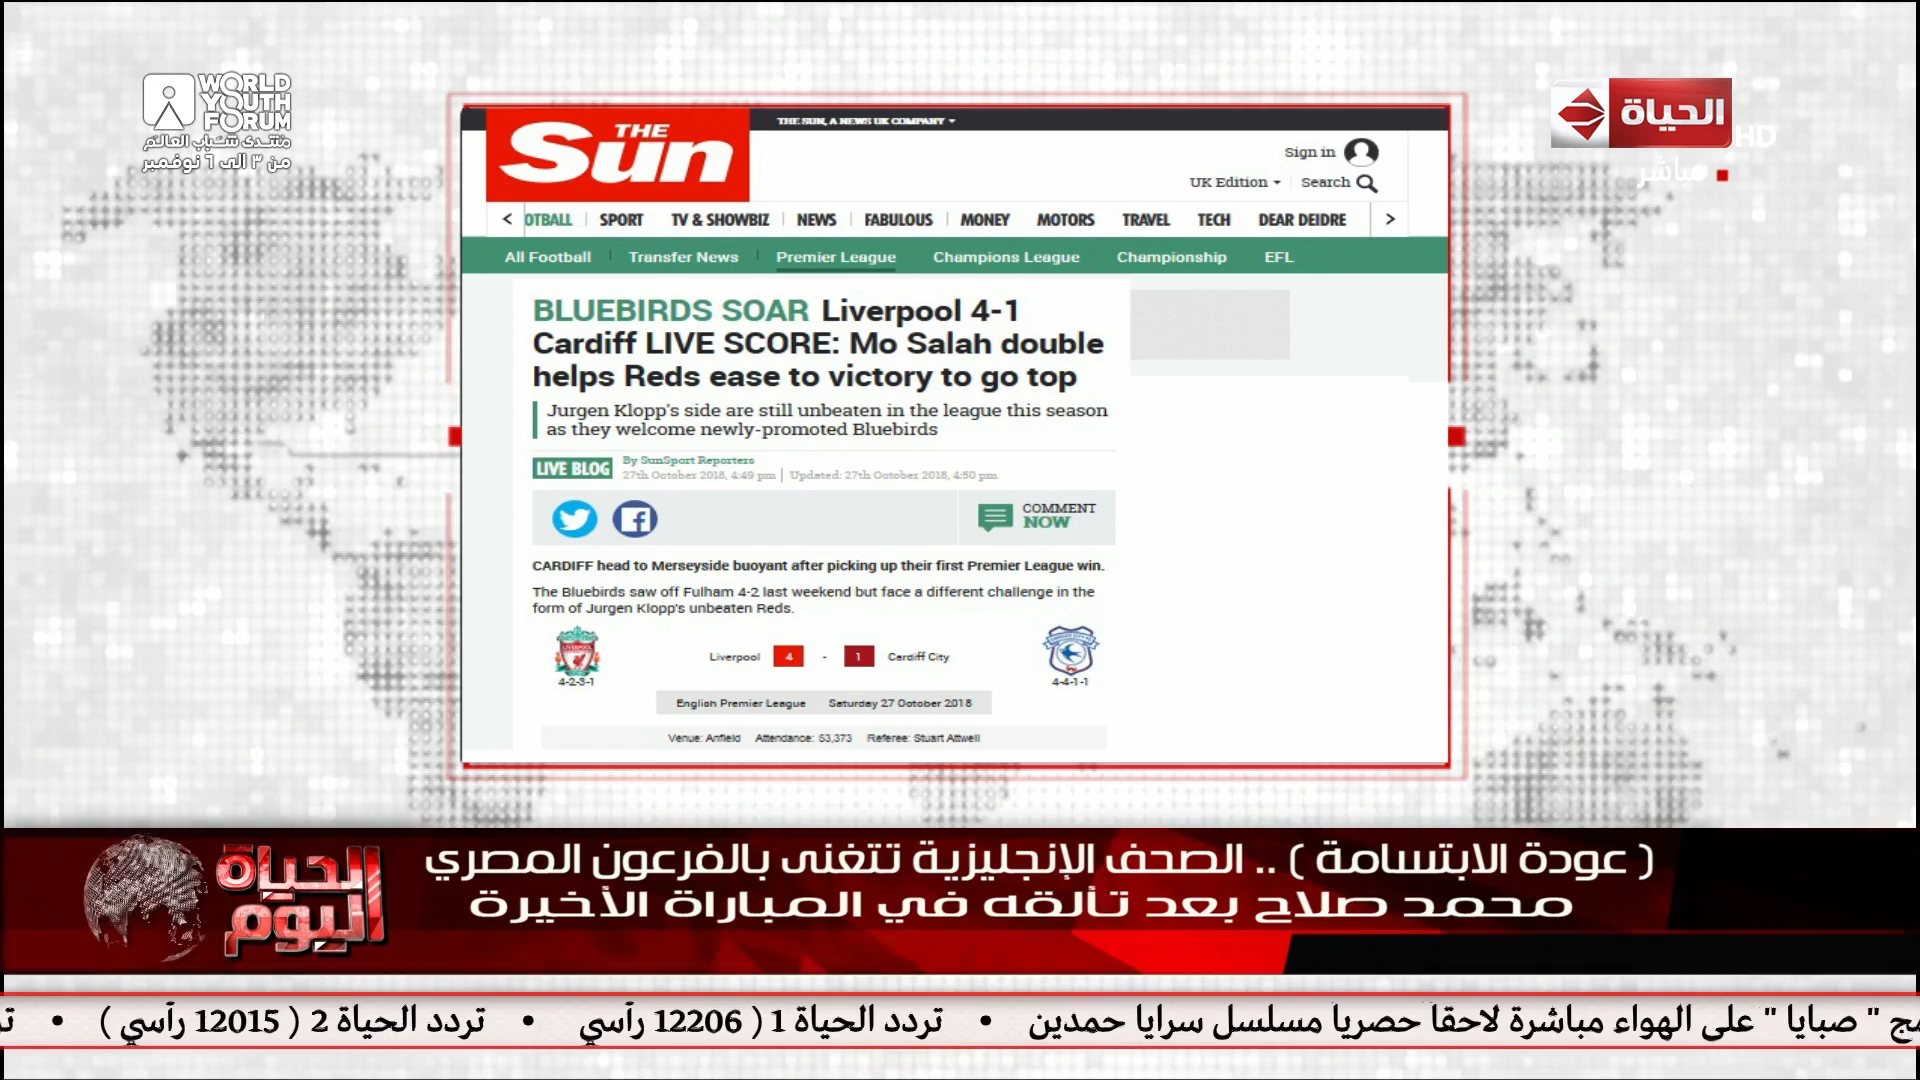 WORLD
YOUTH
FORUM
منتدى شباب العالم
من ٣ الى ٦ نوفمبر
الحياة
HD
مباشر
THE SUN, A NEWS UK COMPANY
THE
Sun
Sign in
UK Edition
Search
< OTBALL SPORT TV & SHOWBIZ NEWS FABULOUS MONEY MOTORS TRAVEL TECH DEAR DEIDRE >
All Football Transfer News Premier League Champions League Championship EFL
BLUEBIRDS SOAR Liverpool 4-1
Cardiff LIVE SCORE: Mo Salah double
helps Reds ease to victory to go top
Jurgen Klopp's side are still unbeaten in the league this season
as they welcome newly-promoted Bluebirds
LIVE BLOG
By SunSport Reporters
27th October 2018, 4:49 pm | Updated: 27th October 2018, 4:50 pm
COMMENT
NOW
CARDIFF head to Merseyside buoyant after picking up their first Premier League win.
The Bluebirds saw off Fulham 4-2 last weekend but face a different challenge in the
form of Jurgen Klopp's unbeaten Reds.
Liverpool 4 - 1 Cardiff City
4-2-3-1
4-4-1-1
English Premier League Saturday 27 October 2018
Venue: Anfield Attendance: 53,373 Referee: Stuart Attwell
( عودة الابتسامة ) .. الصحف الإنجليزية تتغنى بالفرعون المصري
محمد صلاح بعد تألقه في المباراة الأخيرة
الحياة
اليوم
" صبايا " على الهواء مباشرة لاحقاً حصرياً مسلسل سرايا حمدين • تردد الحياة 1 ( 12206 رأسي • تردد الحياة 2 ( 12015 رأسي ) •